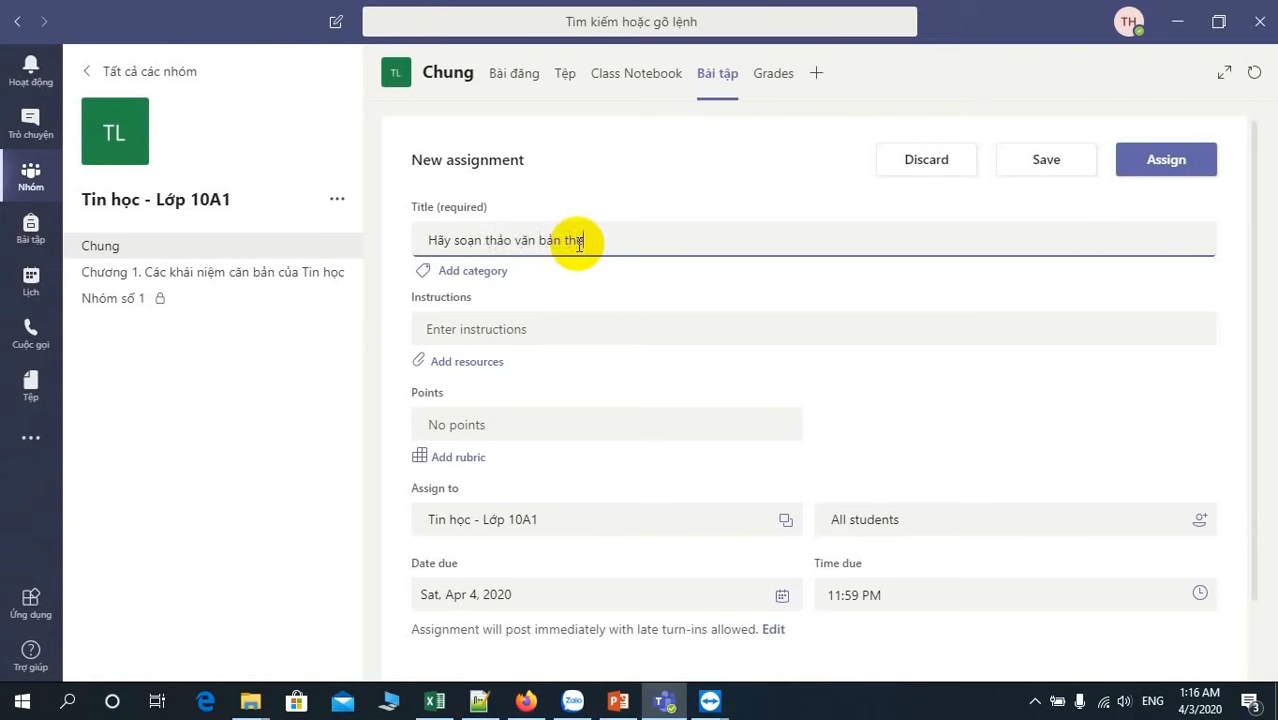 Tìm kiếm hoặc gõ lệnh
TH
Hoạt động
Trò chuyện
Nhóm
Bài tập
Lịch
Cuộc gọi
Tệp
Ứng dụng
Trợ giúp
Tất cả các nhóm
TL
Tin học - Lớp 10A1
Chung
Chương 1. Các khái niệm căn bản của Tin học
Nhóm số 1
TL
Chung
Bài đăng
Tệp
Class Notebook
Bài tập
Grades
New assignment
Discard
Save
Assign
Title (required)
Hãy soạn thảo văn bản the
Add category
Instructions
Enter instructions
Add resources
Points
No points
Add rubric
Assign to
Tin học - Lớp 10A1
All students
Date due
Time due
Sat, Apr 4, 2020
11:59 PM
Assignment will post immediately with late turn-ins allowed. Edit
Zalo
ENG
1:16 AM
4/3/2020
3